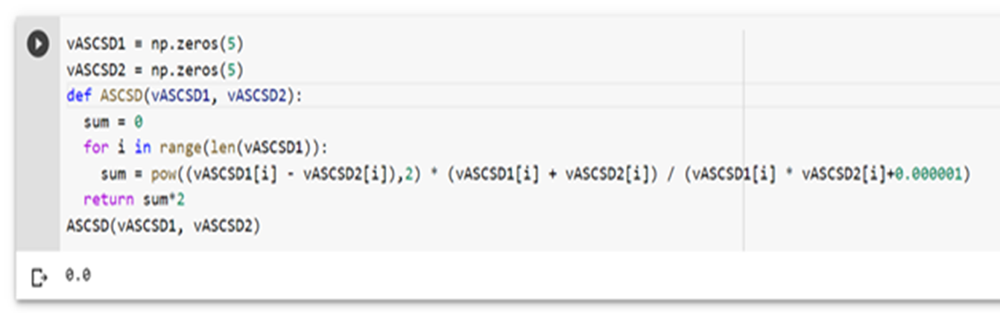 vASCSD1 = np.zeros(5)
vASCSD2 = np.zeros(5)
def ASCSD(vASCSD1, vASCSD2):
  sum = 0
  for i in range(len(vASCSD1)):
    sum = pow((vASCSD1[i] - vASCSD2[i]),2) * (vASCSD1[i] + vASCSD2[i]) / (vASCSD1[i] * vASCSD2[i]+0.000001)
  return sum*2
ASCSD(vASCSD1, vASCSD2)
0.0